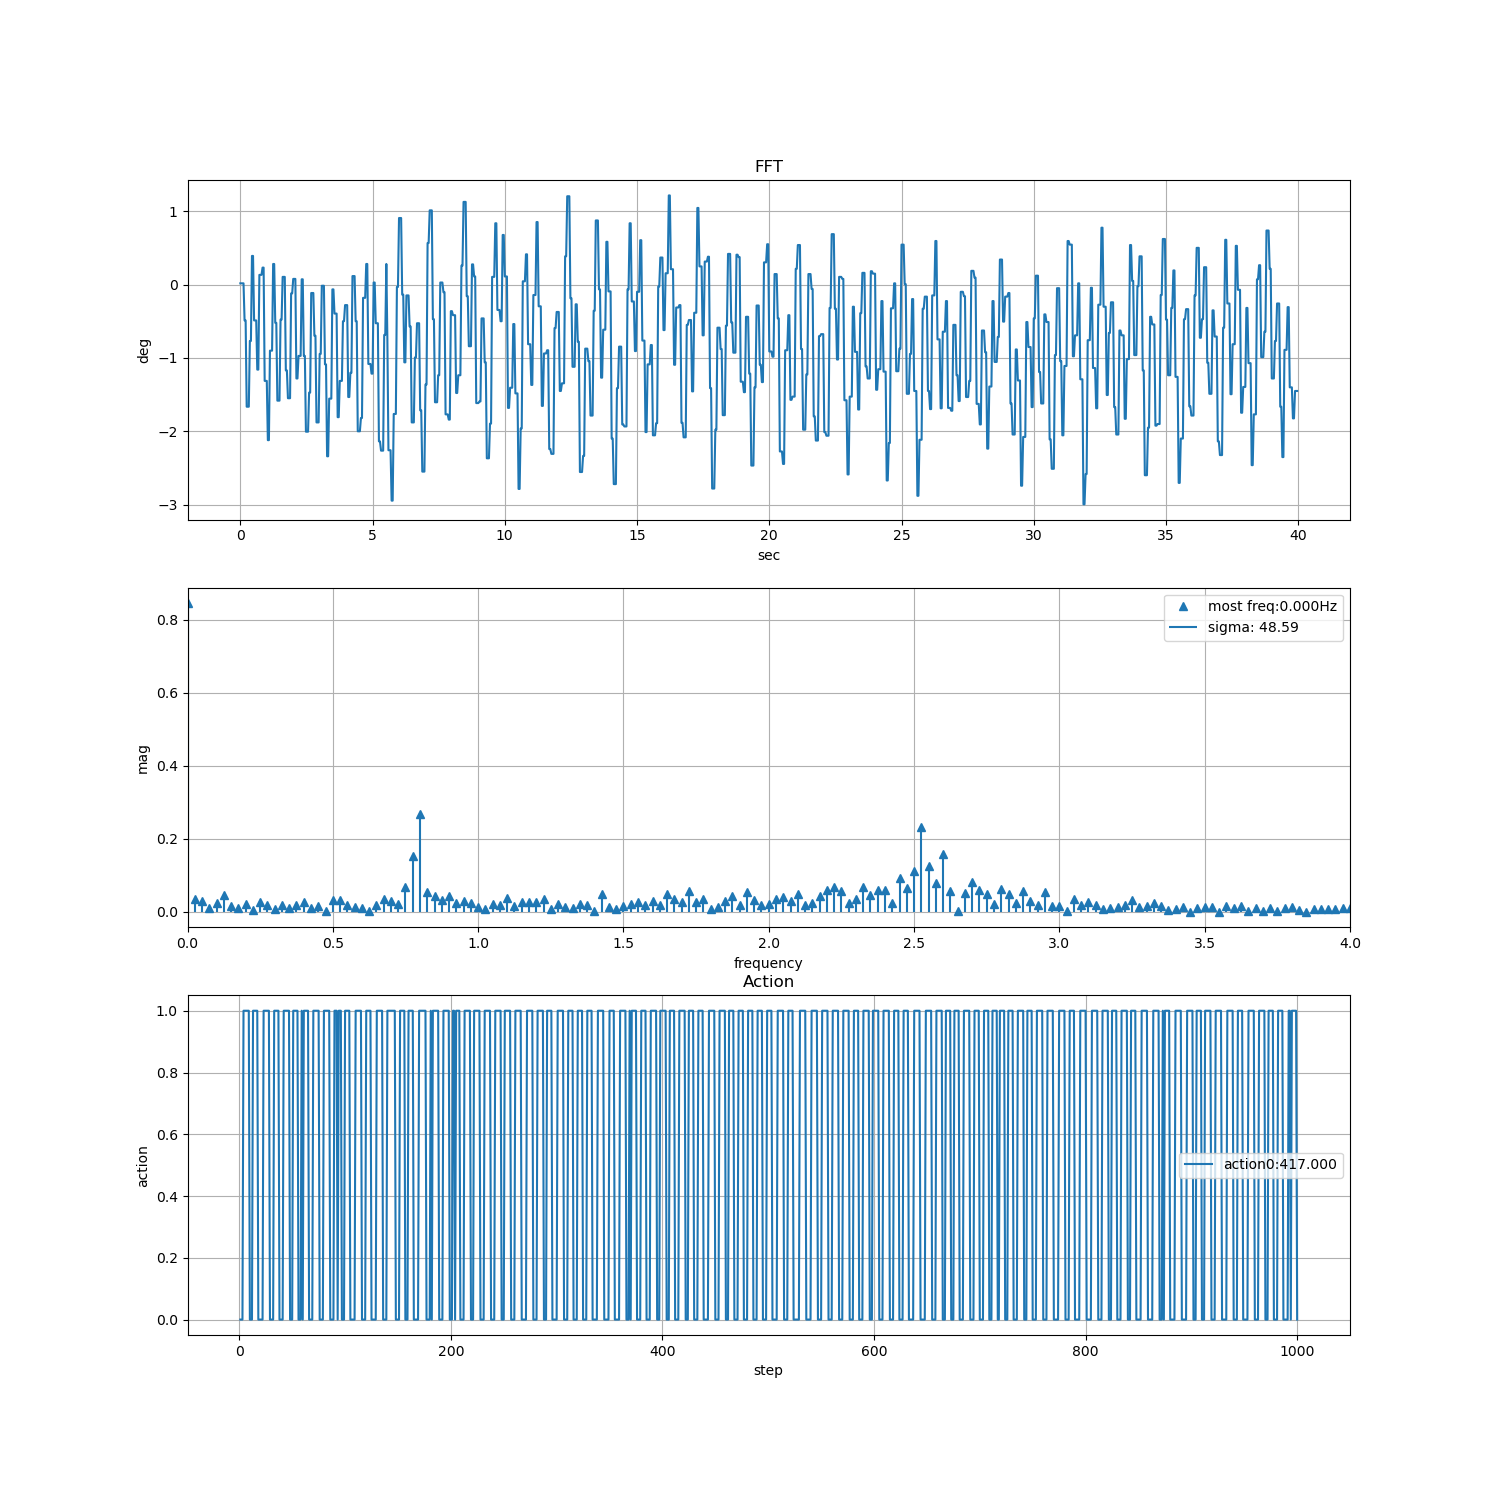 FFT
1
0
−1
−2
−3
deg
0 5 10 15 20 25 30 35 40
sec
most freq:0.000Hz
sigma: 48.59
0.8
0.6
0.4
0.2
0.0
mag
0.0 0.5 1.0 1.5 2.0 2.5 3.0 3.5 4.0
frequency
Action
1.0
0.8
0.6
0.4
0.2
0.0
action
action0:417.000
0 200 400 600 800 1000
step